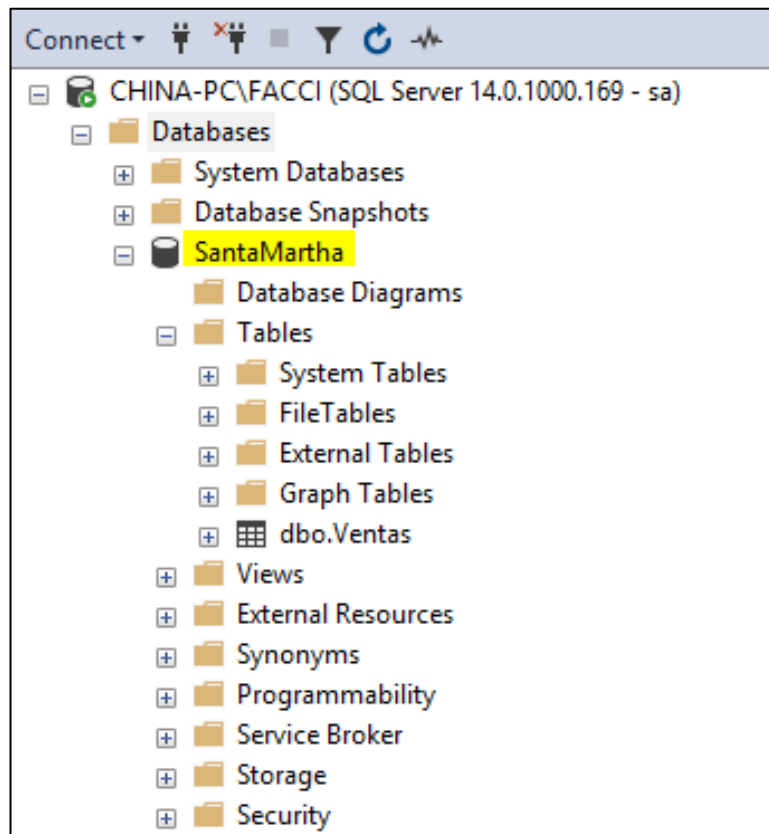 Connect
CHINA-PC\FACCI (SQL Server 14.0.1000.169 - sa)
Databases
System Databases
Database Snapshots
SantaMartha
Database Diagrams
Tables
System Tables
FileTables
External Tables
Graph Tables
dbo.Ventas
Views
External Resources
Synonyms
Programmability
Service Broker
Storage
Security